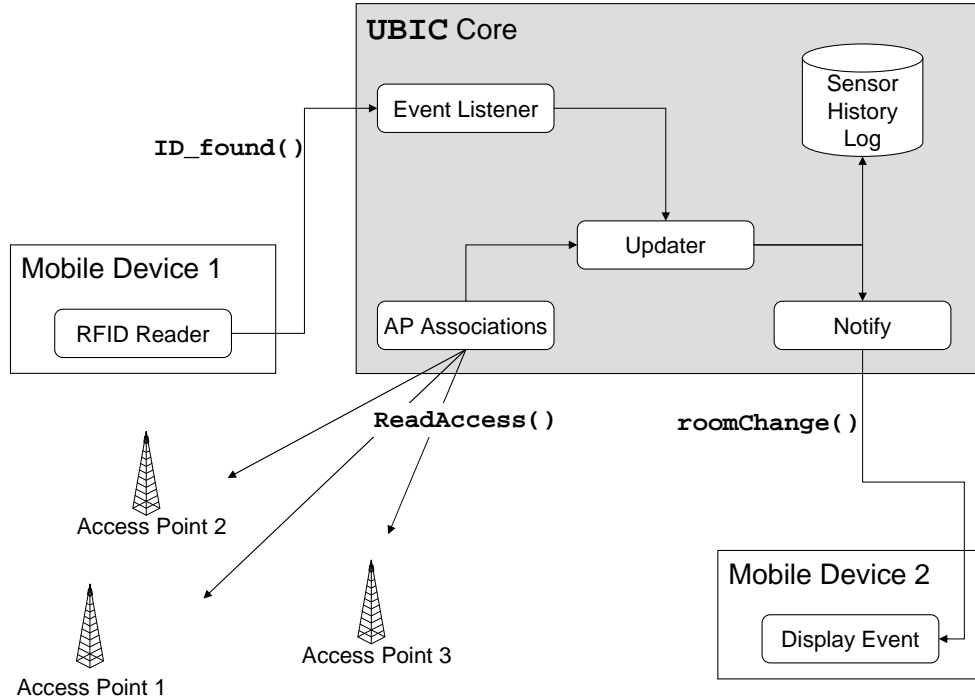 UBIC Core
Event Listener
Sensor
History
Log
ID_found()
Updater
Mobile Device 1
RFID Reader
AP Associations
Notify
ReadAccess()
roomChange()
Access Point 2
Mobile Device 2
Display Event
Access Point 3
Access Point 1